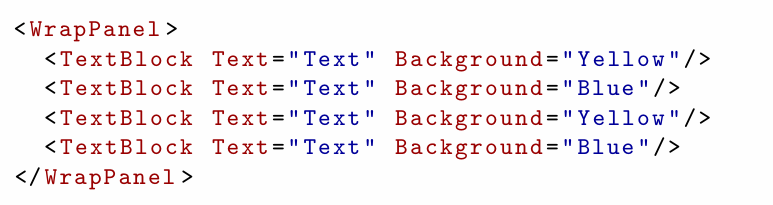 <WrapPanel>
  <TextBlock Text="Text" Background="Yellow"/>
  <TextBlock Text="Text" Background="Blue"/>
  <TextBlock Text="Text" Background="Yellow"/>
  <TextBlock Text="Text" Background="Blue"/>
</WrapPanel>